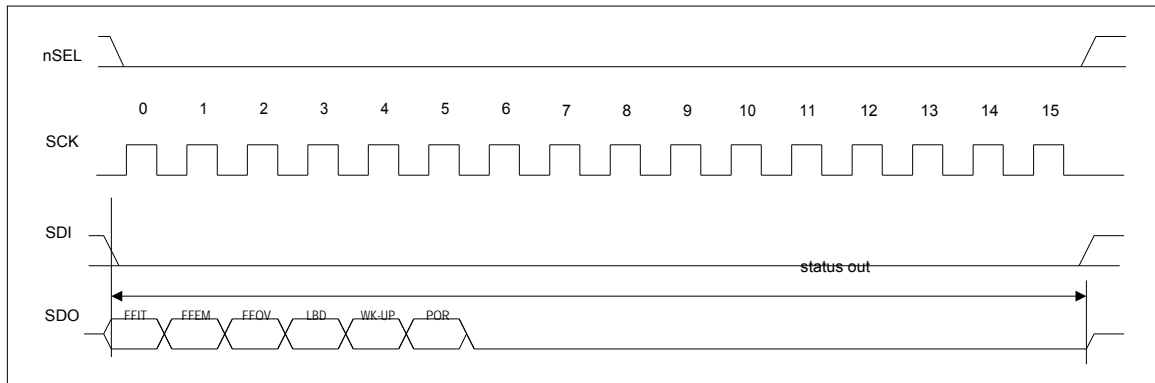 nSEL
0 1 2 3 4 5 6 7 8 9 10 11 12 13 14 15
SCK
SDI
status out
SDO FFIT FFEM FFOV LBD WK-UP POR